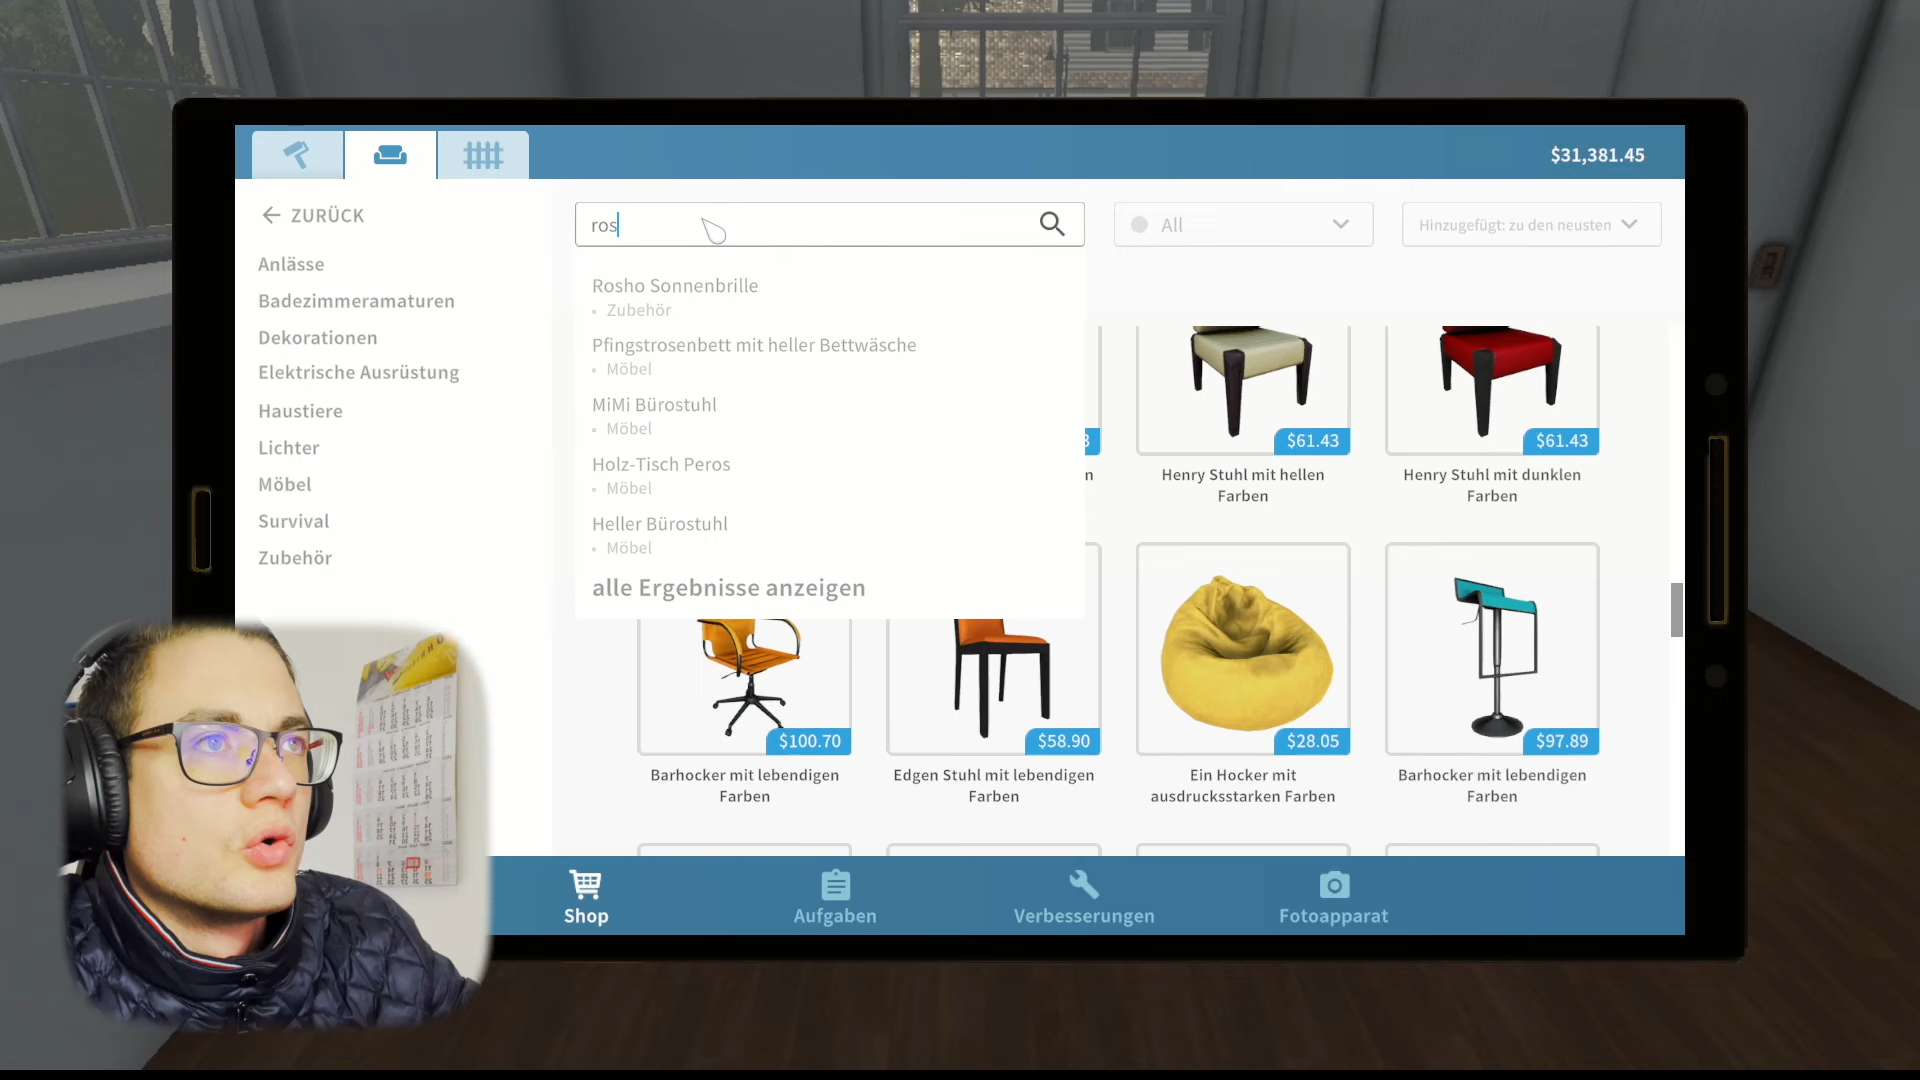 $31,381.45
ZURÜCK
Anlässe
Badezimmeramaturen
Dekorationen
Elektrische Ausrüstung
Haustiere
Lichter
Möbel
Survival
Zubehör
ros
All
Hinzugefügt: zu den neusten
Rosho Sonnenbrille
• Zubehör
Pfingstrosenbett mit heller Bettwäsche
• Möbel
MiMi Bürostuhl
• Möbel
Holz-Tisch Peros
• Möbel
Heller Bürostuhl
• Möbel
alle Ergebnisse anzeigen
3
n
$61.43
Henry Stuhl mit hellen
Farben
$61.43
Henry Stuhl mit dunklen
Farben
$100.70
Barhocker mit lebendigen
Farben
$58.90
Edgen Stuhl mit lebendigen
Farben
$28.05
Ein Hocker mit
ausdrucksstarken Farben
$97.89
Barhocker mit lebendigen
Farben
Shop
Aufgaben
Verbesserungen
Fotoapparat